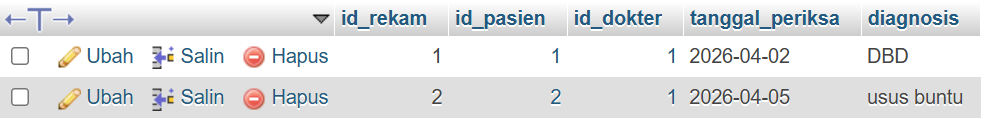 id_rekam id_pasien id_dokter tanggal_periksa diagnosis
Ubah Salin Hapus 1 1 1 2026-04-02 DBD
Ubah Salin Hapus 2 2 1 2026-04-05 usus buntu